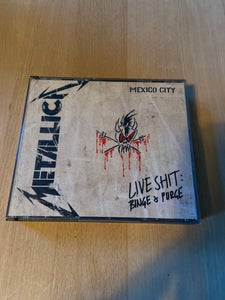 METALLICA
MEXICO CITY
LIVE SHIT:
BINGE & PURGE